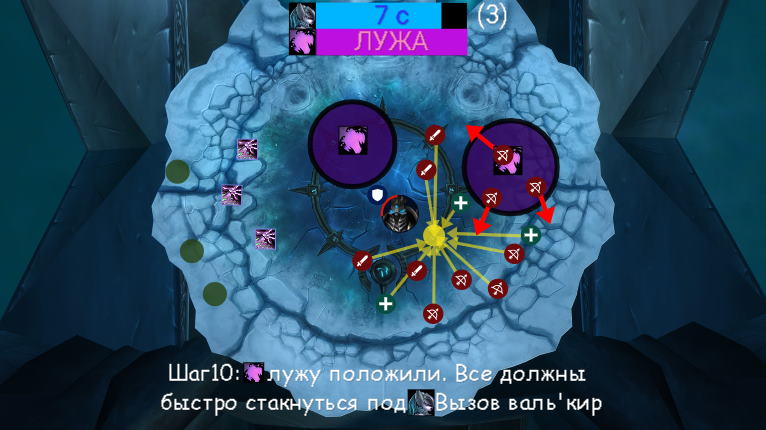 7 с (3)
ЛУЖА
Шаг10: лужу положили. Все должны
быстро стакнуться под Вызов валь'кир